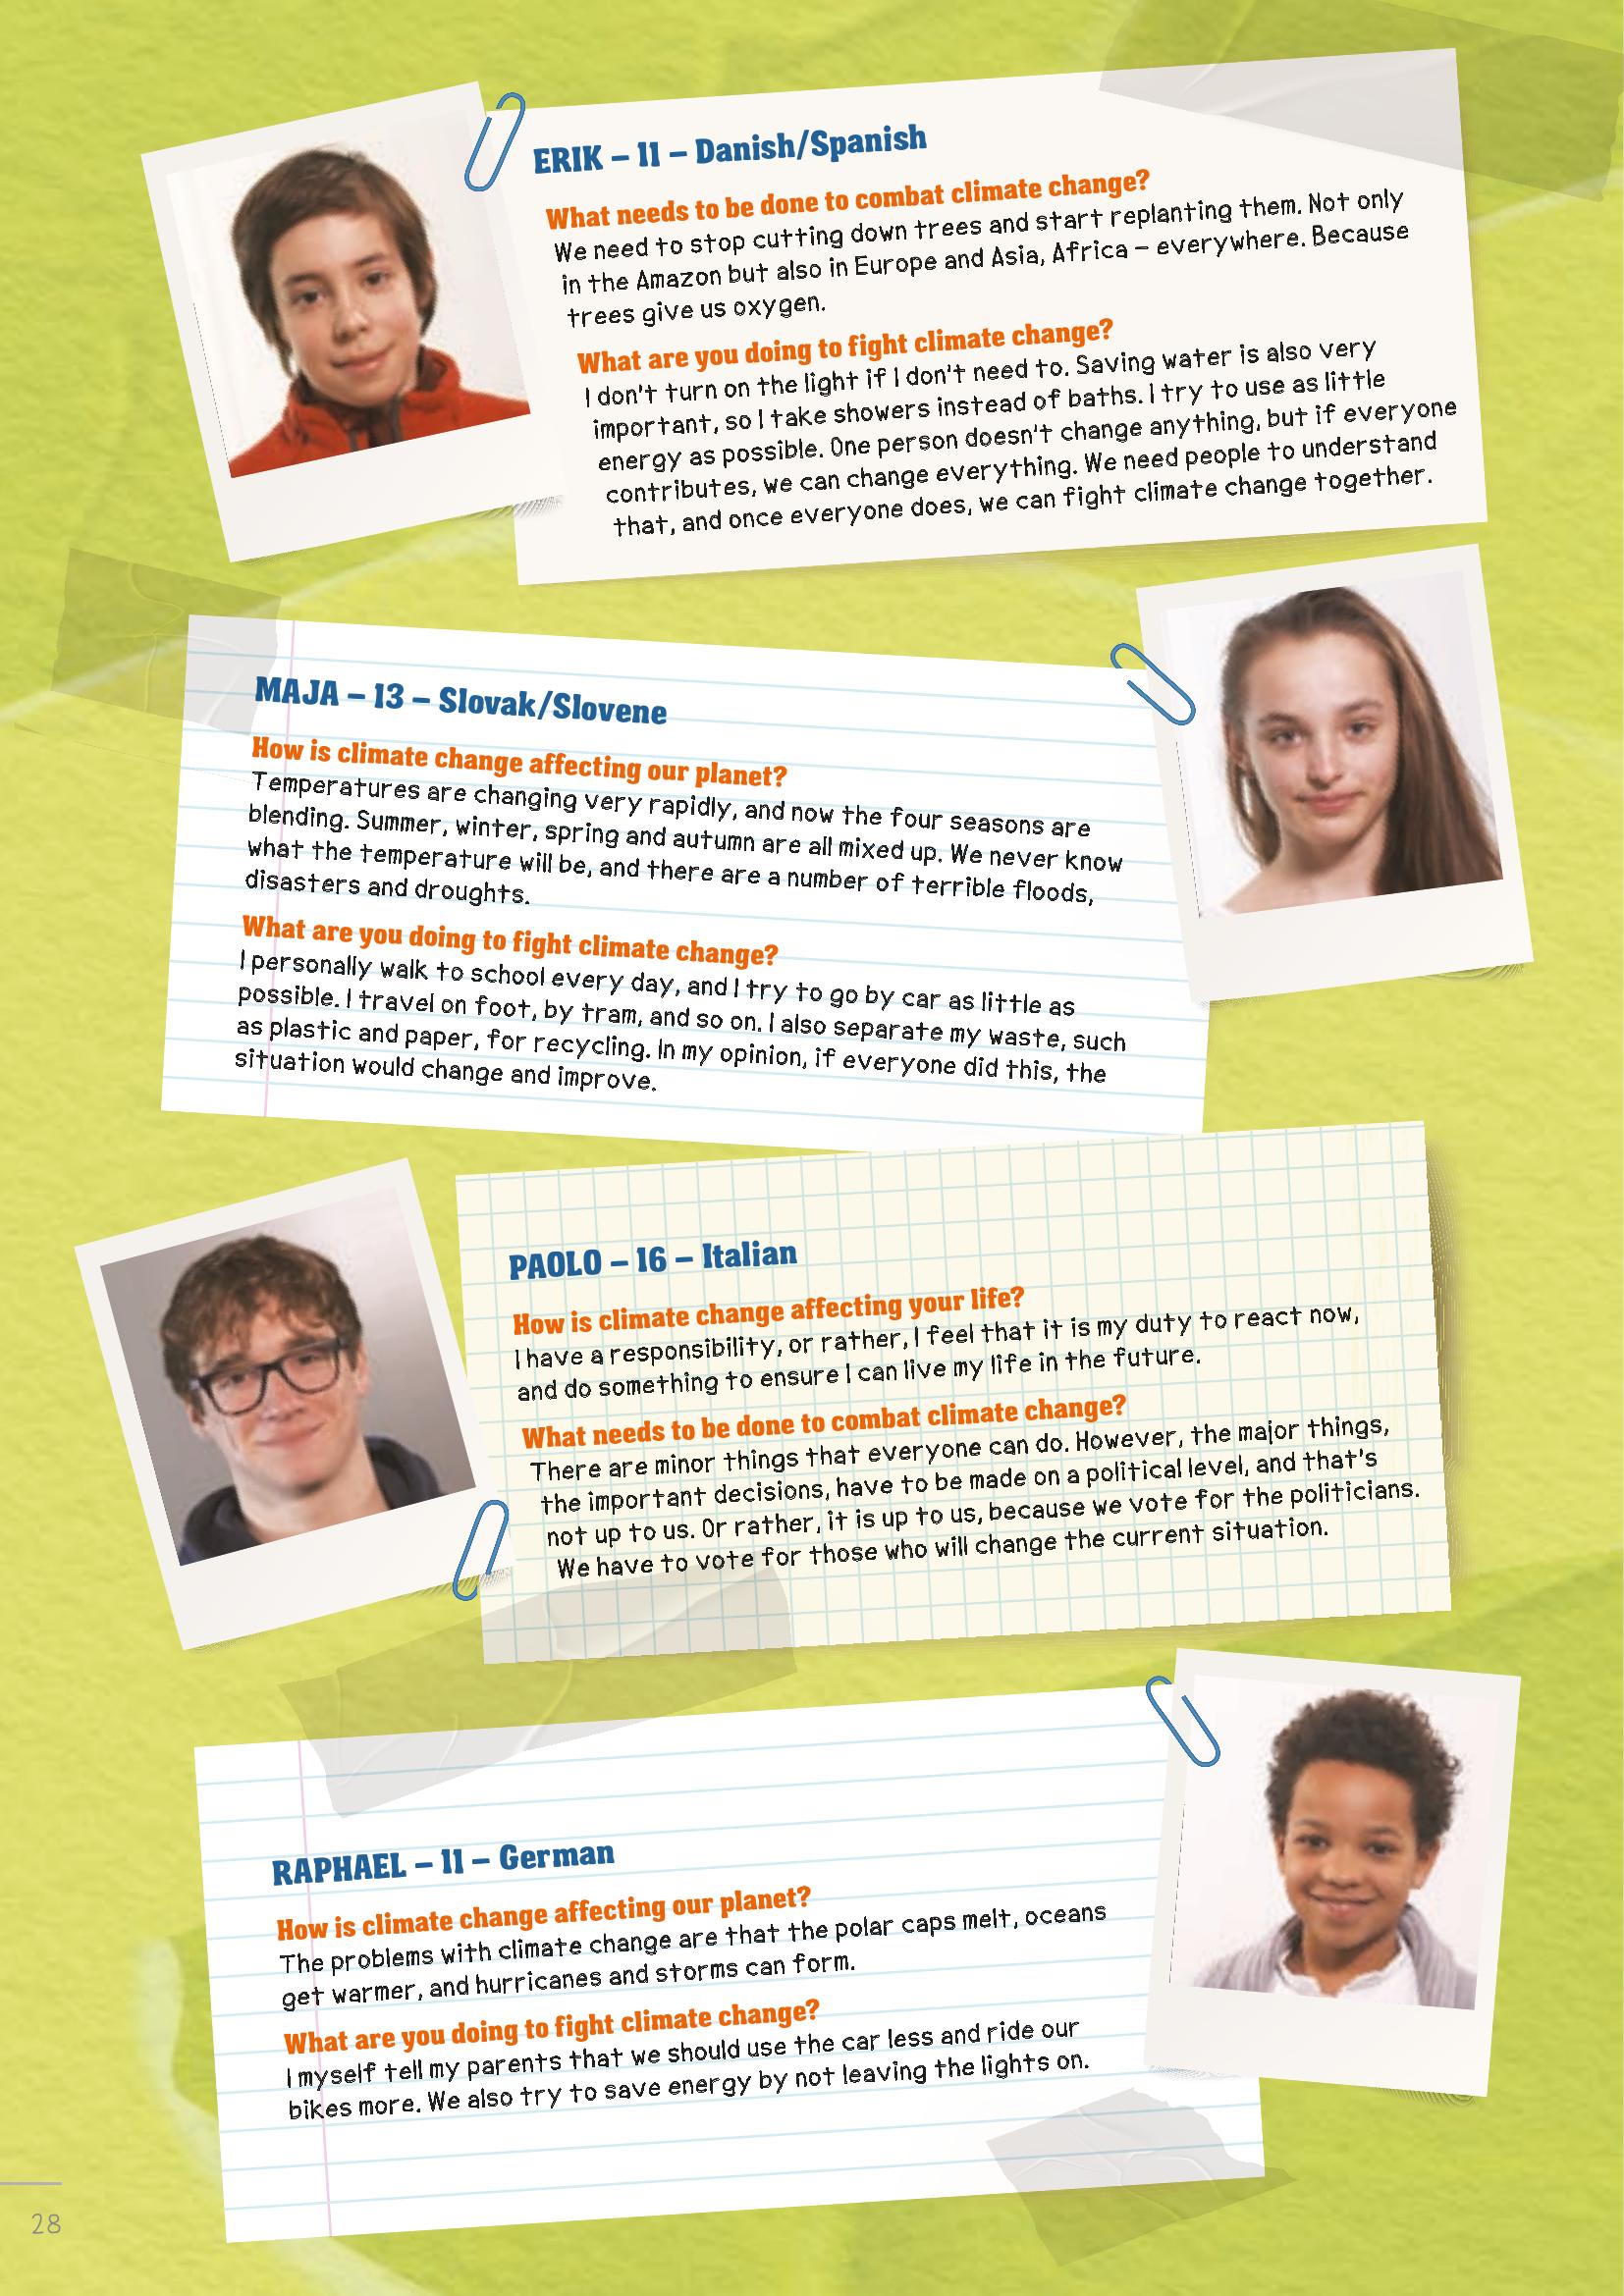 ERIK – 11 – Danish/Spanish
What needs to be done to combat climate change?
We need to stop cutting down trees and start replanting them. Not only
in the Amazon but also in Europe and Asia, Africa – everywhere. Because
trees give us oxygen.
What are you doing to fight climate change?
I don't turn on the light if I don't need to. Saving water is also very
important, so I take showers instead of baths. I try to use as little
energy as possible. One person doesn't change anything, but if everyone
contributes, we can change everything. We need people to understand
that, and once everyone does, we can fight climate change together.
MAJA – 13 – Slovak/Slovene
How is climate change affecting our planet?
Temperatures are changing very rapidly, and now the four seasons are
blending. Summer, winter, spring and autumn are all mixed up. We never know
what the temperature will be, and there are a number of terrible floods,
disasters and droughts.
What are you doing to fight climate change?
I personally walk to school every day, and I try to go by car as little as
possible. I travel on foot, by tram, and so on. I also separate my waste, such
as plastic and paper, for recycling. In my opinion, if everyone did this, the
situation would change and improve.
PAOLO – 16 – Italian
How is climate change affecting your life?
I have a responsibility, or rather, I feel that it is my duty to react now,
and do something to ensure I can live my life in the future.
What needs to be done to combat climate change?
There are minor things that everyone can do. However, the major things,
the important decisions, have to be made on a political level, and that's
not up to us. Or rather, it is up to us, because we vote for the politicians.
We have to vote for those who will change the current situation.
RAPHAEL – 11 – German
How is climate change affecting our planet?
The problems with climate change are that the polar caps melt, oceans
get warmer, and hurricanes and storms can form.
What are you doing to fight climate change?
I myself tell my parents that we should use the car less and ride our
bikes more. We also try to save energy by not leaving the lights on.
28